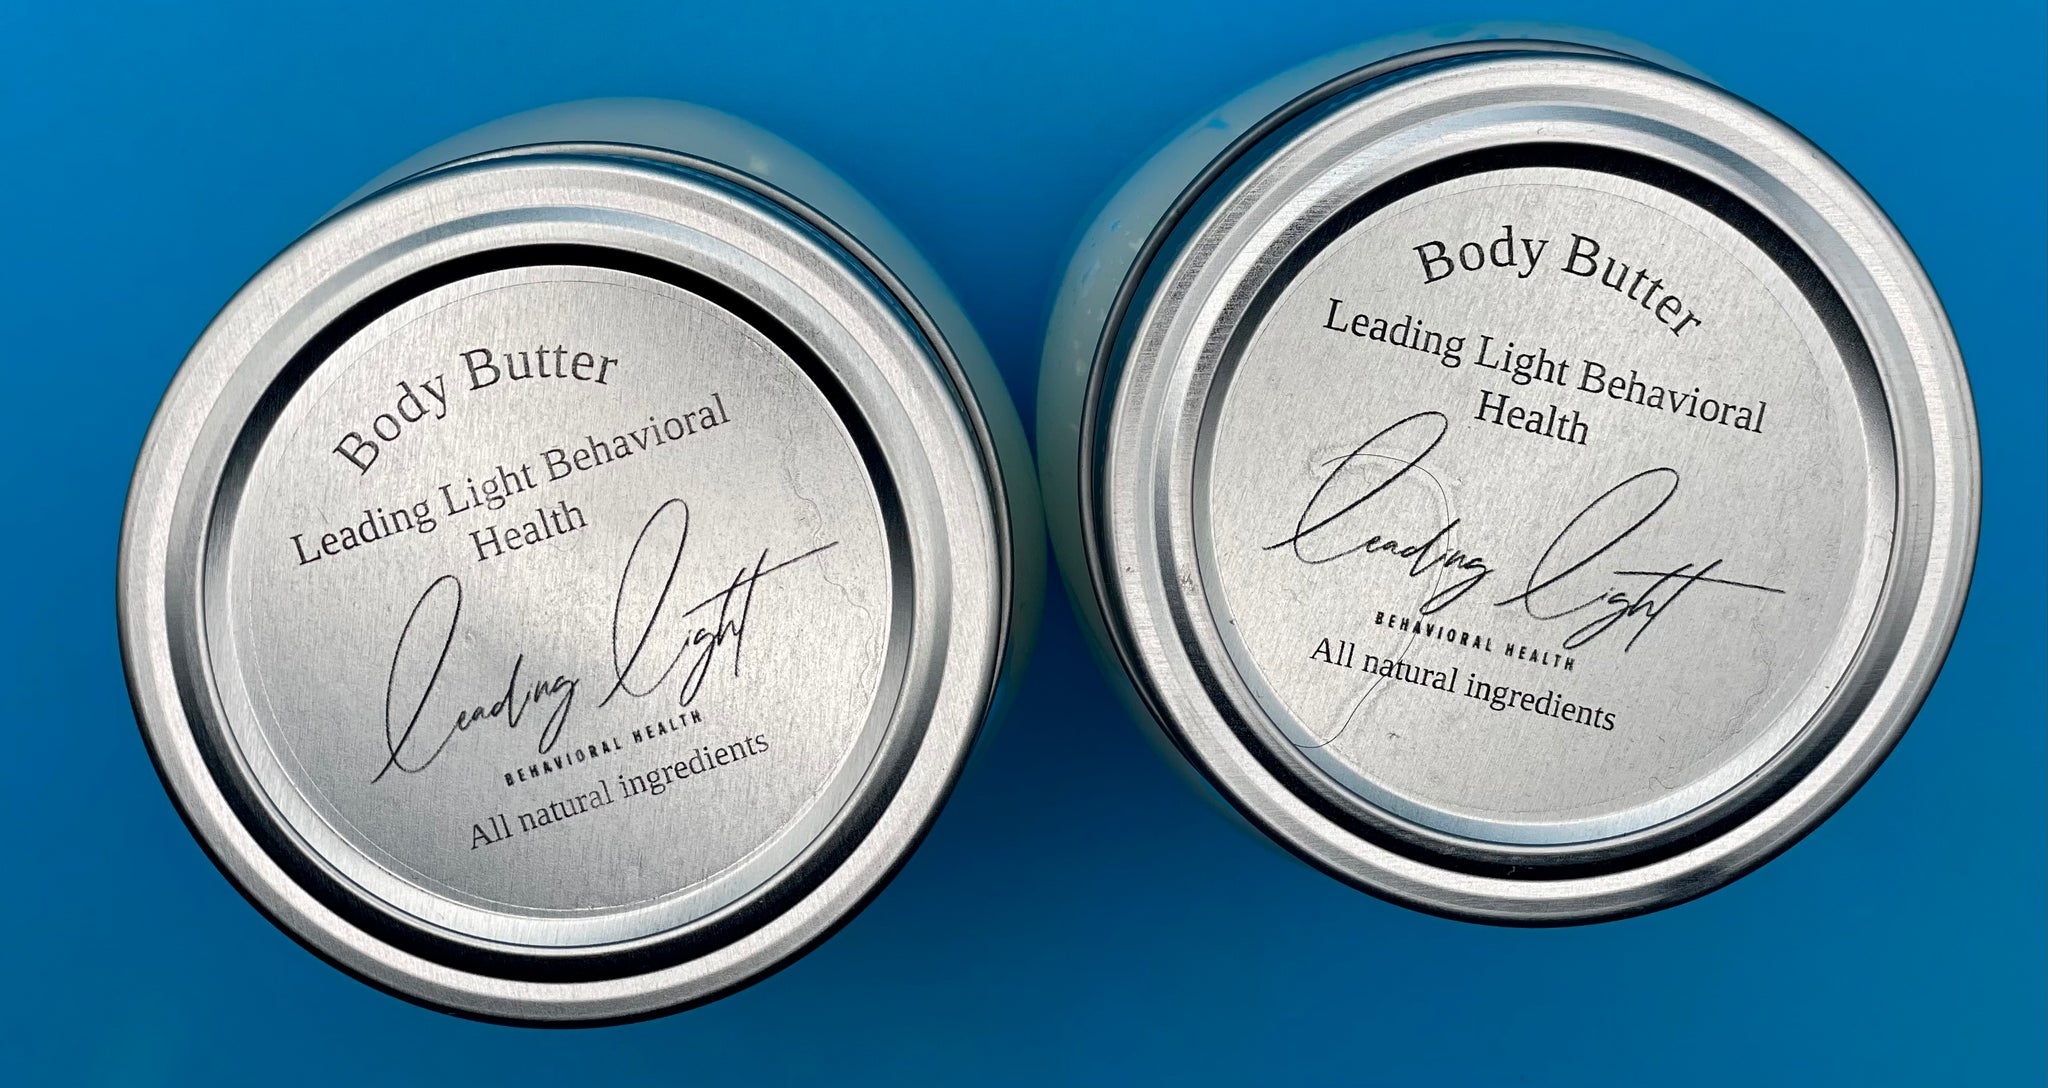 Body Butter
Leading Light Behavioral
Health
Leading Light
BEHAVIORAL HEALTH
All natural ingredients
Body Butter
Leading Light Behavioral
Health
Leading Light
BEHAVIORAL HEALTH
All natural ingredients